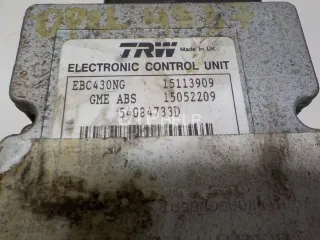 TRW Made in UK
ELECTRONIC CONTROL UNIT
EBC430NG 15113909
GME ABS 15052209
54084733D